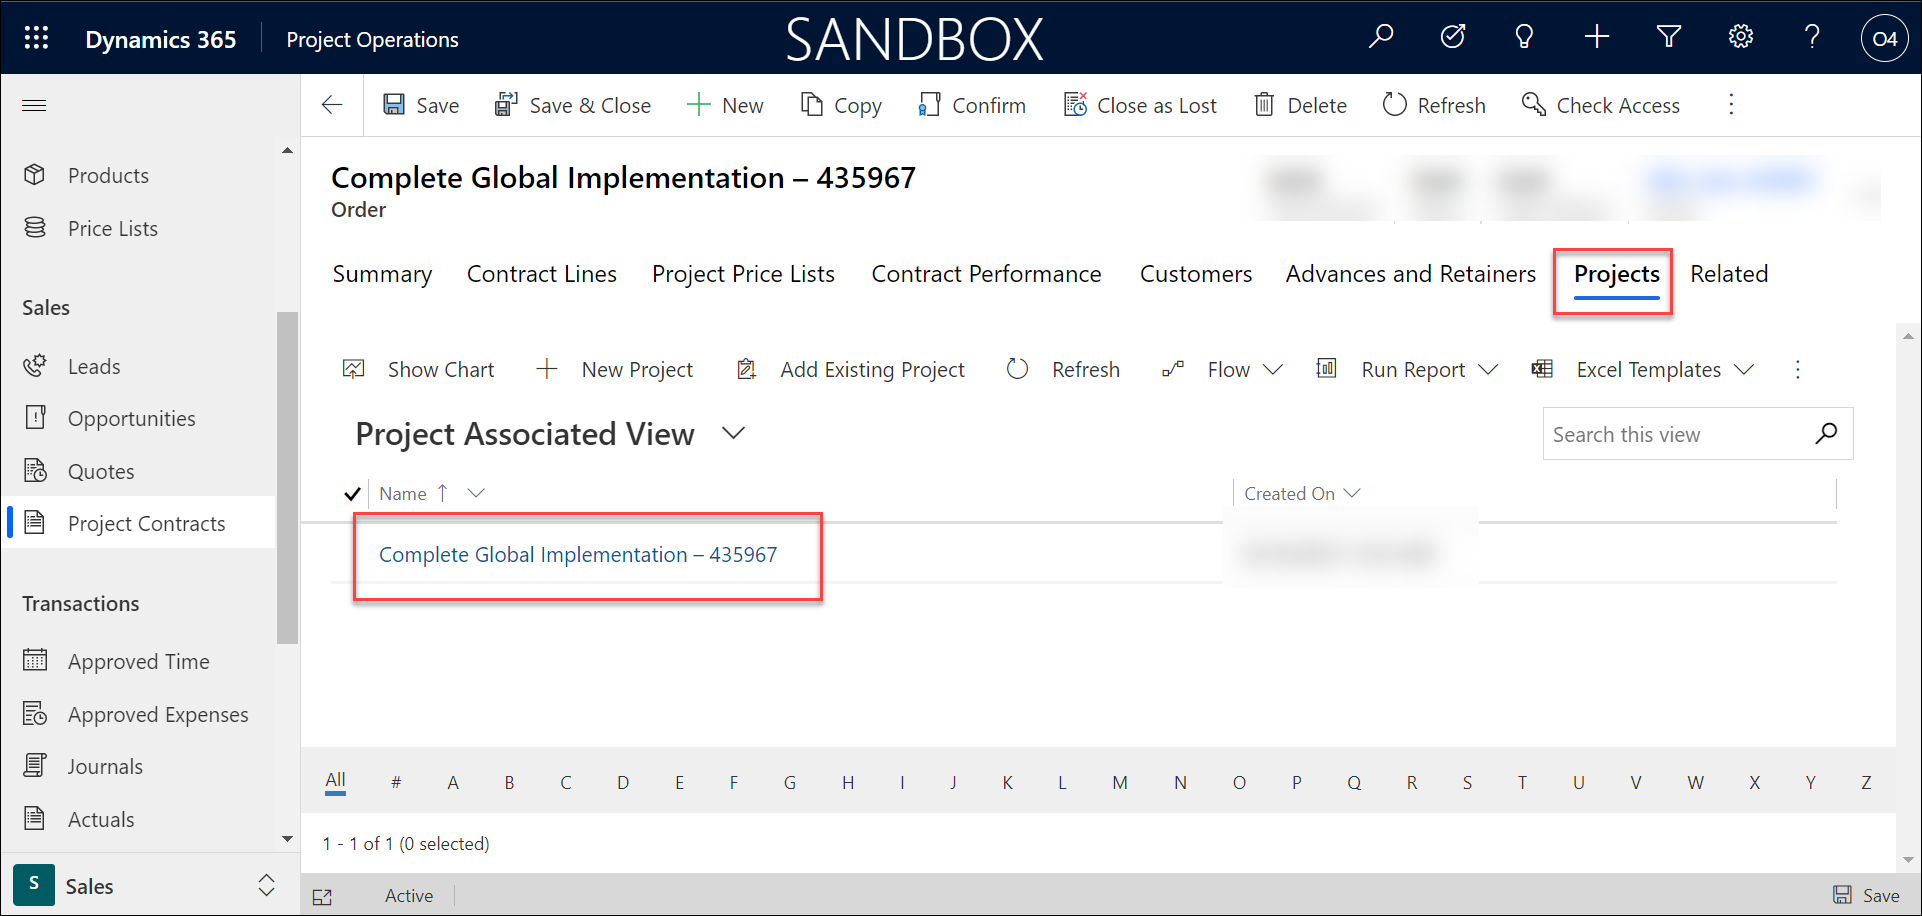 Dynamics 365
Project Operations
SANDBOX
O4
Save
Save & Close
New
Copy
Confirm
Close as Lost
Delete
Refresh
Check Access
Products
Price Lists
Sales
Leads
Opportunities
Quotes
Project Contracts
Transactions
Approved Time
Approved Expenses
Journals
Actuals
S
Sales
Complete Global Implementation – 435967
Order
Summary
Contract Lines
Project Price Lists
Contract Performance
Customers
Advances and Retainers
Projects
Related
Show Chart
New Project
Add Existing Project
Refresh
Flow
Run Report
Excel Templates
Project Associated View
Search this view
Name
Created On
Complete Global Implementation – 435967
All # A B C D E F G H I J K L M N O P Q R S T U V W X Y Z
1 - 1 of 1 (0 selected)
Active
Save